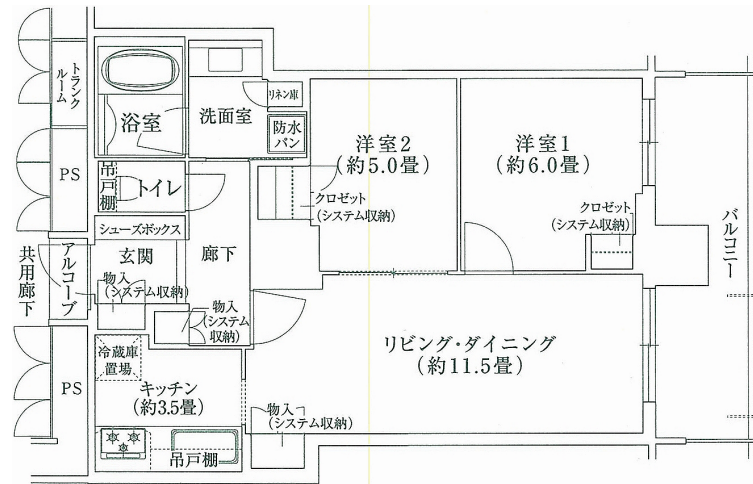 トランク
ルーム
浴室
洗面室
リネン庫
防水
パン
洋室2
(約5.0畳)
洋室1
(約6.0畳)
PS
吊戸棚
トイレ
クロゼット
(システム収納)
クロゼット
(システム収納)
シューズボックス
玄関
廊下
共用廊下
アルコーブ
物入
(システム収納)
物入
(システム
収納)
バルコニー
リビング・ダイニング
(約11.5畳)
冷蔵庫
置場
キッチン
(約3.5畳)
PS
物入
(システム収納)
吊戸棚